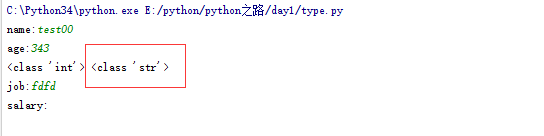 C:\Python34\python.exe E:/python/python之路/day1/type.py
name:test00
age:343
<class 'int'> <class 'str'>
job:fdfd
salary: